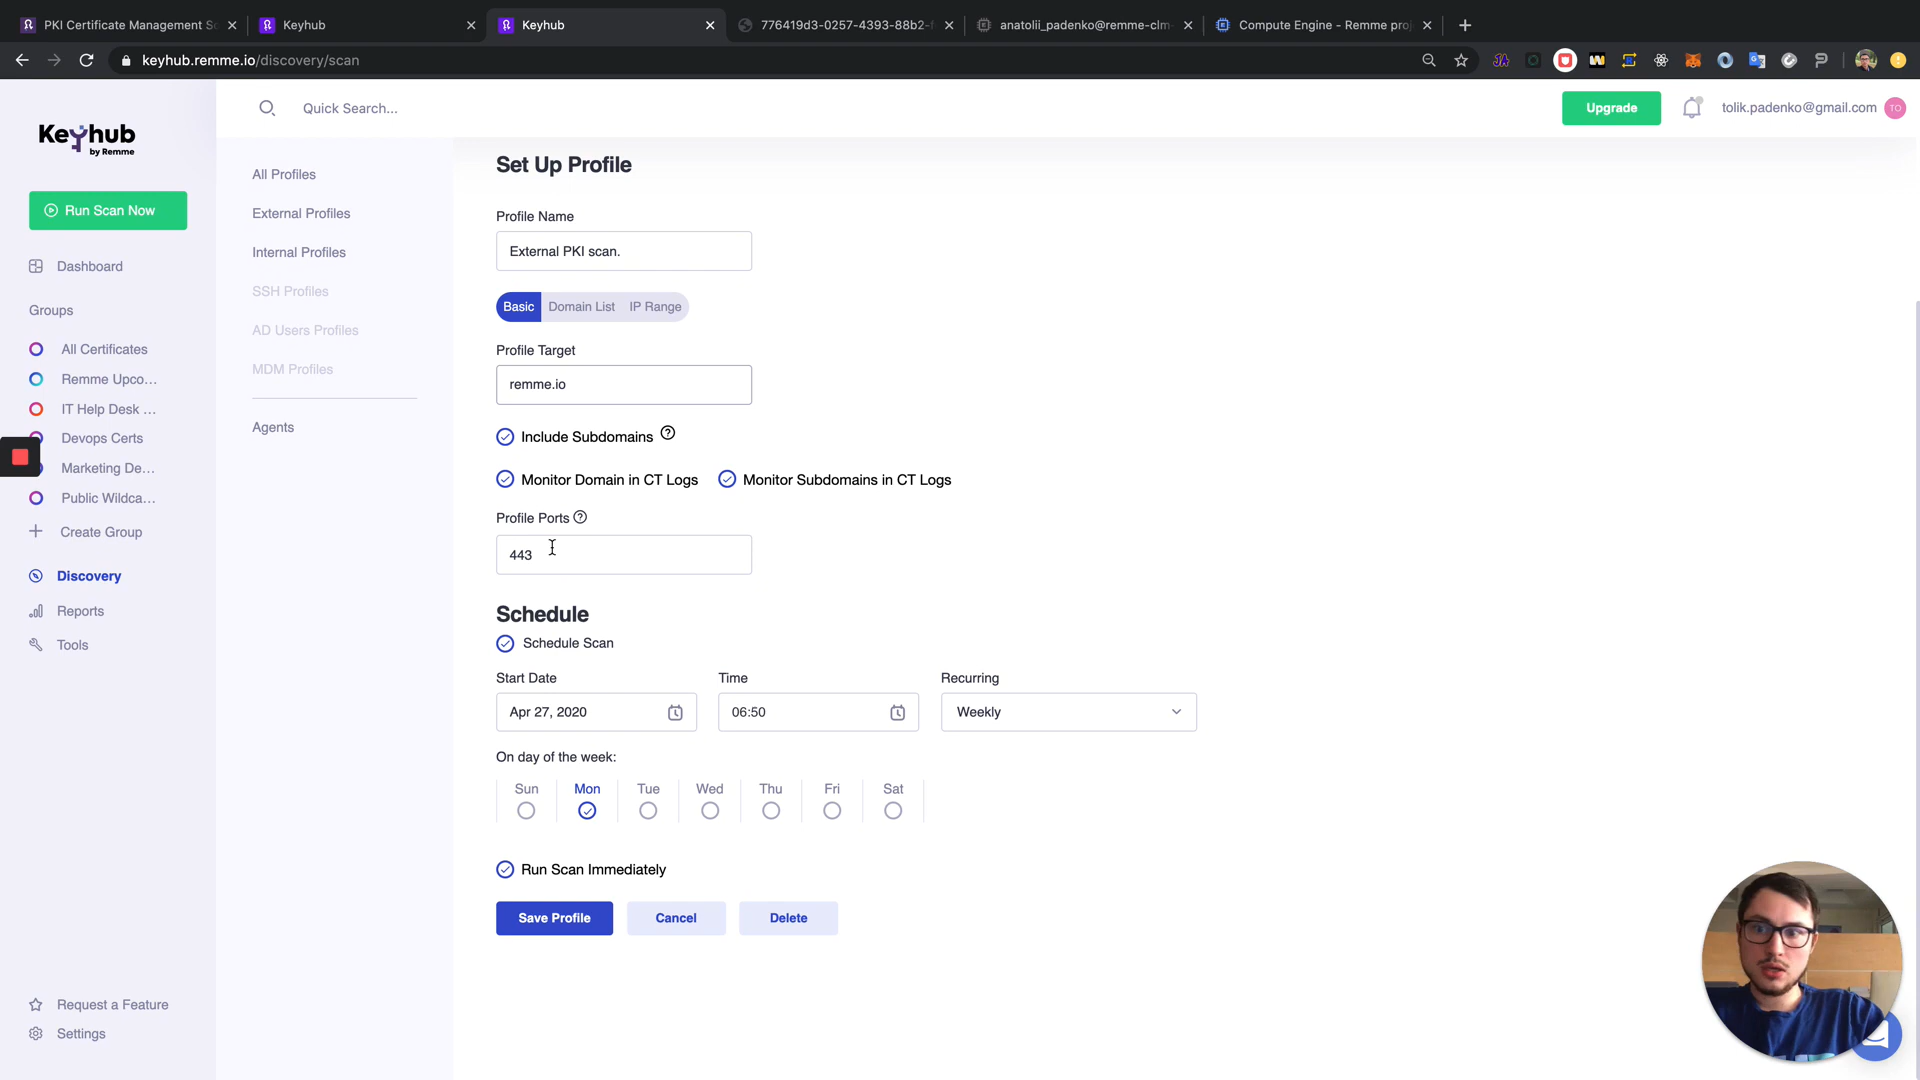 PKI Certificate Management So
Keyhub
Keyhub
776419d3-0257-4393-88b2-
anatolii_padenko@remme-clm-
Compute Engine - Remme proj
keyhub.remme.io/discovery/scan
Keyhub
by Remme
Quick Search...
Upgrade
tolik.padenko@gmail.com
TO
Run Scan Now
Dashboard
Groups
All Certificates
Remme Upco...
IT Help Desk ...
Devops Certs
Marketing De...
Public Wildca...
Create Group
Discovery
Reports
Tools
Request a Feature
Settings
All Profiles
External Profiles
Internal Profiles
SSH Profiles
AD Users Profiles
MDM Profiles
Agents
Set Up Profile
Profile Name
External PKI scan.
Basic Domain List IP Range
Profile Target
remme.io
Include Subdomains
Monitor Domain in CT Logs Monitor Subdomains in CT Logs
Profile Ports
443
Schedule
Schedule Scan
Start Date Time Recurring
Apr 27, 2020 06:50 Weekly
On day of the week:
Sun Mon Tue Wed Thu Fri Sat
Run Scan Immediately
Save Profile Cancel Delete